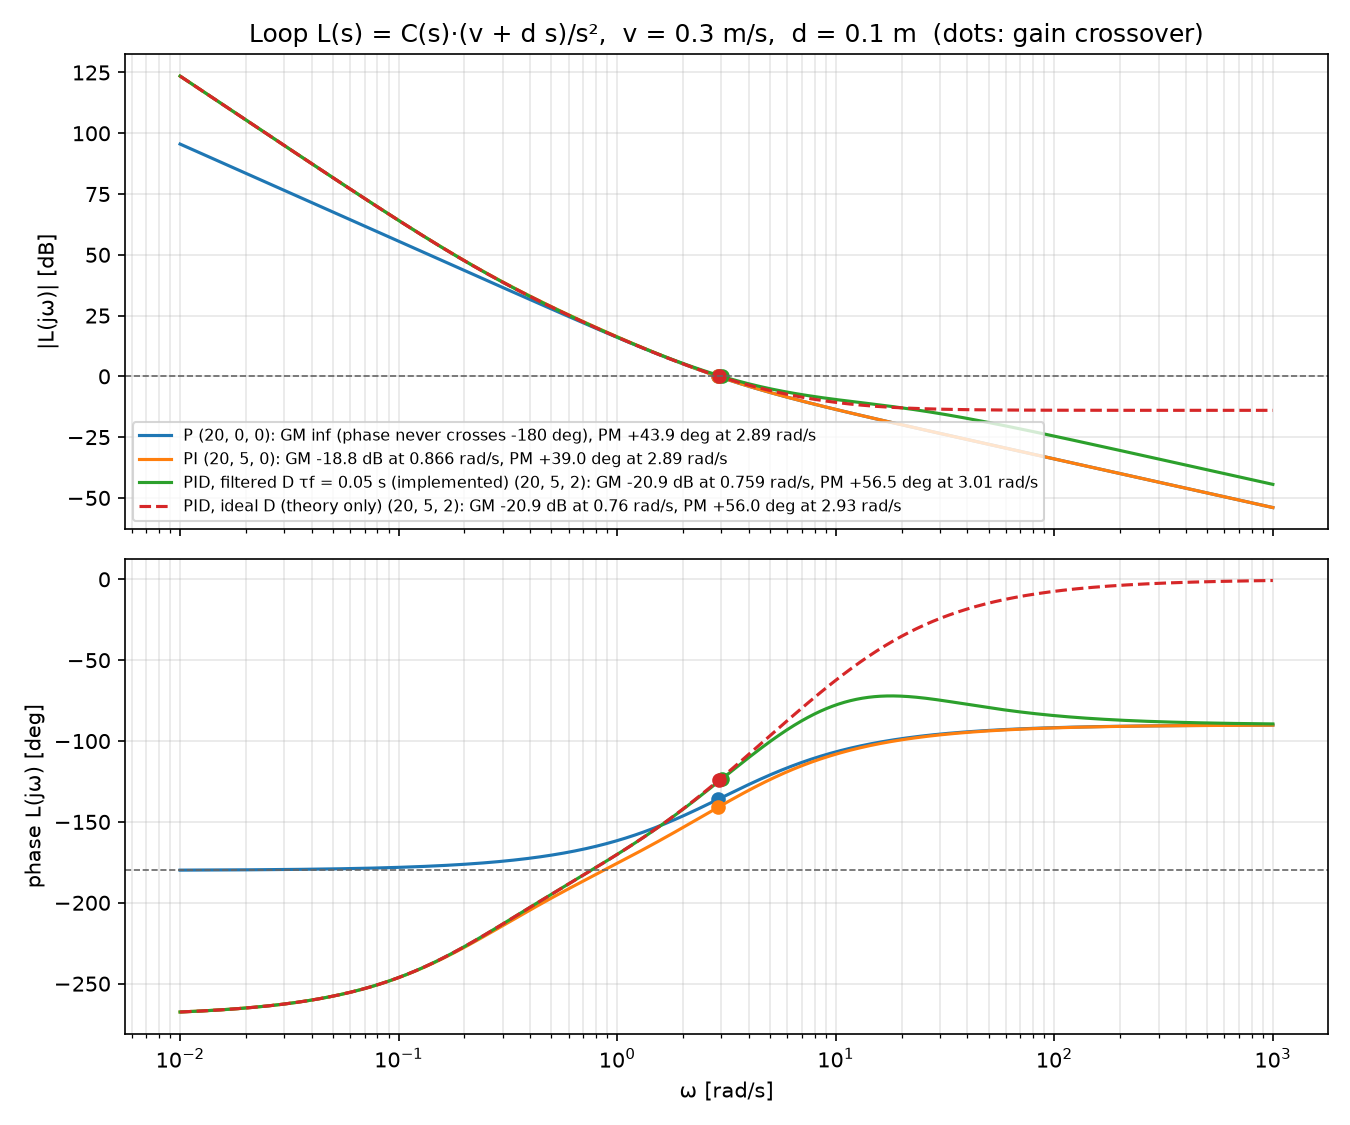 Loop L(s) = C(s)·(v + d s)/s², v = 0.3 m/s, d = 0.1 m (dots: gain crossover)
|L(jω)| [dB]
125
100
75
50
25
0
−25
−50
P (20, 0, 0): GM inf (phase never crosses -180 deg), PM +43.9 deg at 2.89 rad/s
PI (20, 5, 0): GM -18.8 dB at 0.866 rad/s, PM +39.0 deg at 2.89 rad/s
PID, filtered D τf = 0.05 s (implemented) (20, 5, 2): GM -20.9 dB at 0.759 rad/s, PM +56.5 deg at 3.01 rad/s
PID, ideal D (theory only) (20, 5, 2): GM -20.9 dB at 0.76 rad/s, PM +56.0 deg at 2.93 rad/s
phase L(jω) [deg]
0
−50
−100
−150
−200
−250
10⁻² 10⁻¹ 10⁰ 10¹ 10² 10³
ω [rad/s]